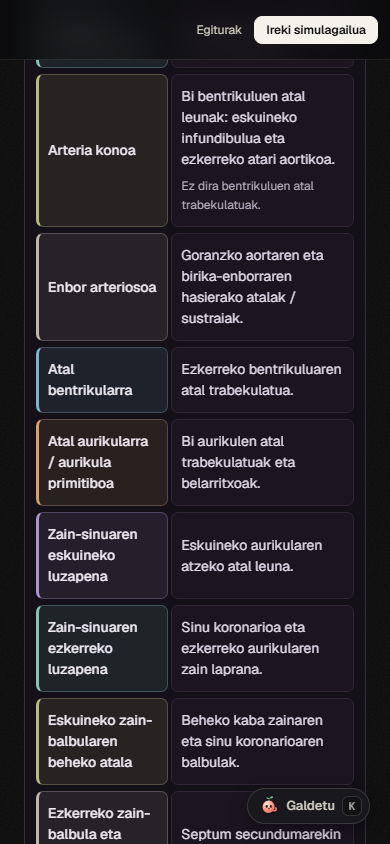 Egiturak
Ireki simulagailua
Arteria konoa
Bi bentrikuluen atal
leunak: eskuineko
infundibulua eta
ezkerreko atari aortikoa.
Ez dira bentrikuluen atal
trabekulatuak.
Enbor arteriosoa
Goranzko aortaren eta
birika-enborraren
hasierako atalak /
sustraiak.
Atal
bentrikularra
Ezkerreko bentrikuluaren
atal trabekulatua.
Atal aurikularra
/ aurikula
primitiboa
Bi aurikulen atal
trabekulatuak eta
belarritxoak.
Zain-sinuaren
eskuineko
luzapena
Eskuineko aurikularen
atzeko atal leuna.
Zain-sinuaren
ezkerreko
luzapena
Sinu koronarioa eta
ezkerreko aurikularen
zain laprana.
Eskuineko zain-
balbularen
beheko atala
Beheko kaba zainaren
eta sinu koronarioaren
balbulak.
Ezkerreko zain-
balbula eta
Septum secundumarekin
Galdetu K